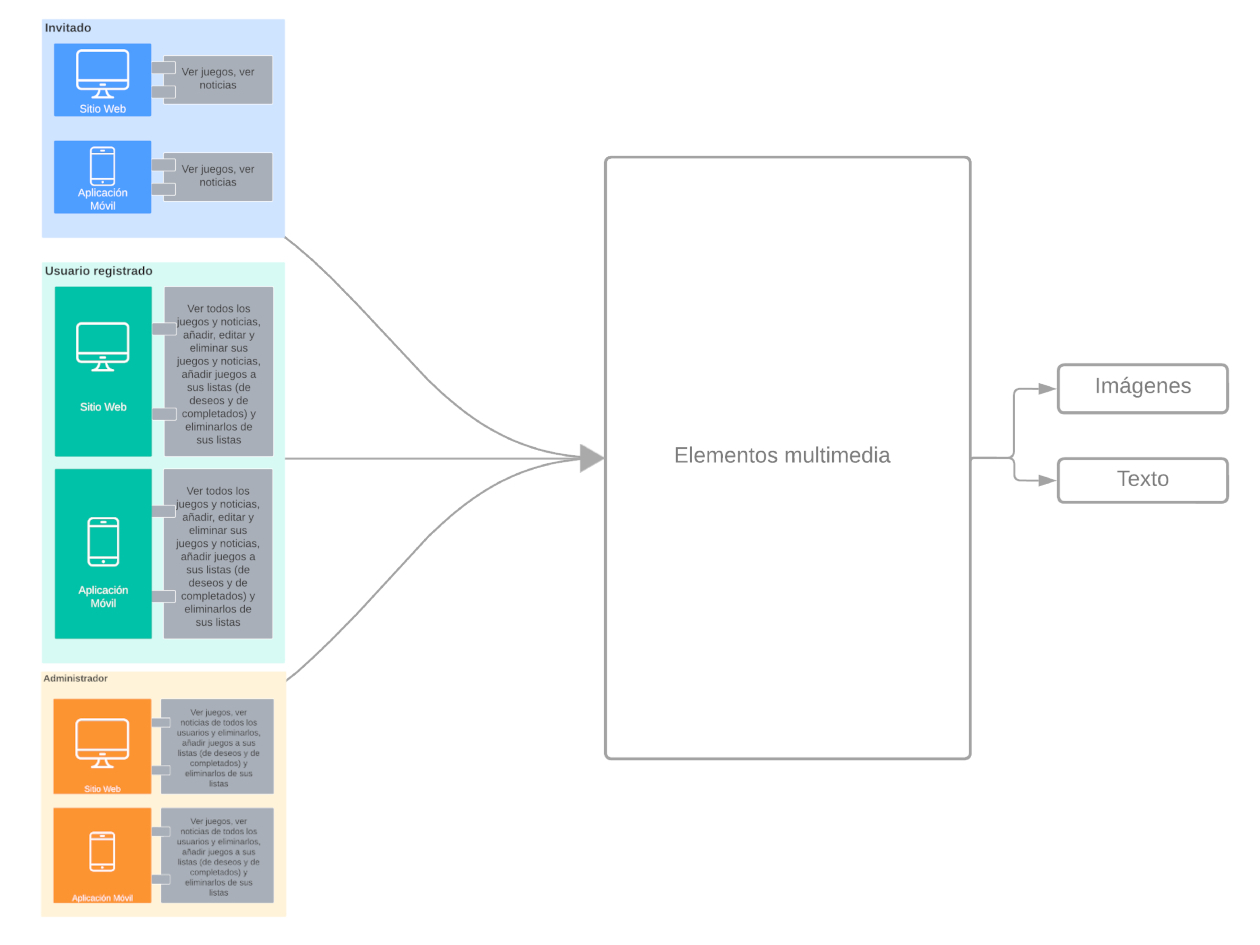 Invitado
Sitio Web
Ver juegos, ver
noticias
Aplicación
Móvil
Ver juegos, ver
noticias
Usuario registrado
Sitio Web
Ver todos los
juegos y noticias,
añadir, editar y
eliminar sus
juegos y noticias,
añadir juegos a
sus listas (de
deseos y de
completados) y
eliminarlos de
sus listas
Aplicación
Móvil
Ver todos los
juegos y noticias,
añadir, editar y
eliminar sus
juegos y noticias,
añadir juegos a
sus listas (de
deseos y de
completados) y
eliminarlos de
sus listas
Administrador
Sitio Web
Ver juegos, ver
noticias de todos los
usuarios y eliminarlos,
añadir juegos a sus
listas (de deseos y de
completados) y
eliminarlos de sus
listas
Aplicación Móvil
Ver juegos, ver
noticias de todos los
usuarios y eliminarlos,
añadir juegos a sus
listas (de deseos y de
completados) y
eliminarlos de sus
listas
Elementos multimedia
Imágenes
Texto